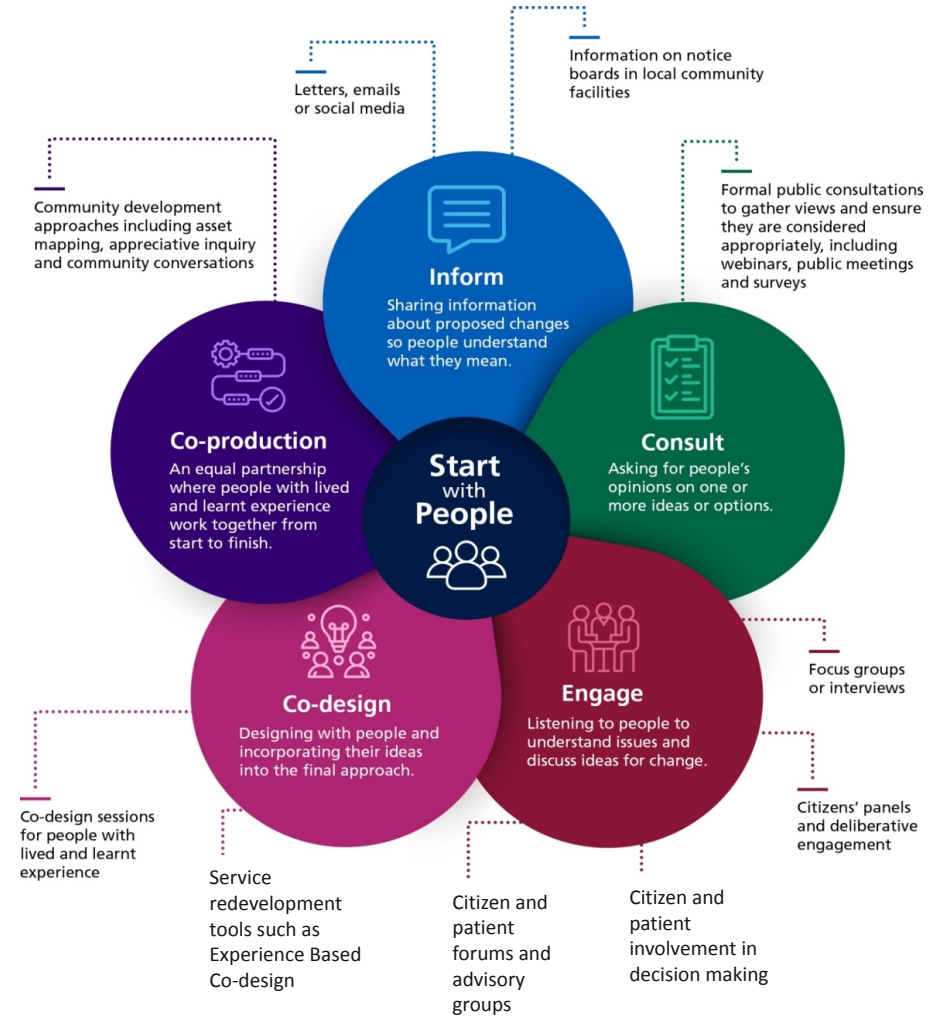 Letters, emails
or social media
Information on notice
boards in local community
facilities
Community development
approaches including asset
mapping, appreciative inquiry
and community conversations
Formal public consultations
to gather views and ensure
they are considered
appropriately, including
webinars, public meetings
and surveys
Inform
Sharing information
about proposed changes
so people understand
what they mean.
Co-production
An equal partnership
where people with lived
and learnt experience
work together from
start to finish.
Consult
Asking for people's
opinions on one or
more ideas or options.
Start
with
People
Co-design
Designing with people and
incorporating their ideas
into the final approach.
Engage
Listening to people to
understand issues and
discuss ideas for change.
Focus groups
or interviews
Citizens' panels
and deliberative
engagement
Co-design sessions
for people with
lived and learnt
experience
Service
redevelopment
tools such as
Experience Based
Co-design
Citizen and
patient
forums and
advisory
groups
Citizen and
patient
involvement in
decision making